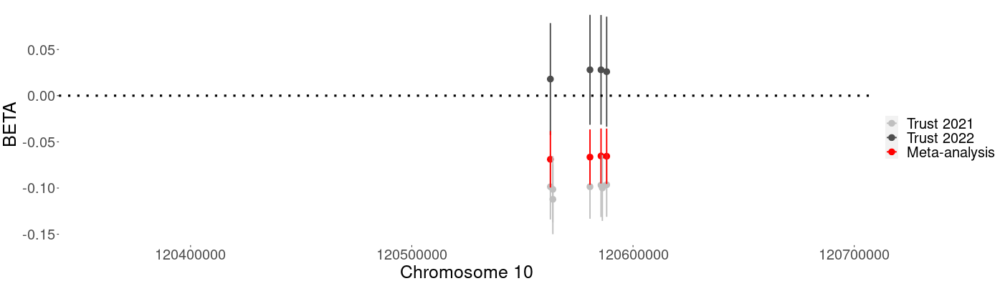 BETA
0.05
0.00
-0.05
-0.10
-0.15
120400000
120500000
120600000
120700000
Chromosome 10
Trust 2021
Trust 2022
Meta-analysis